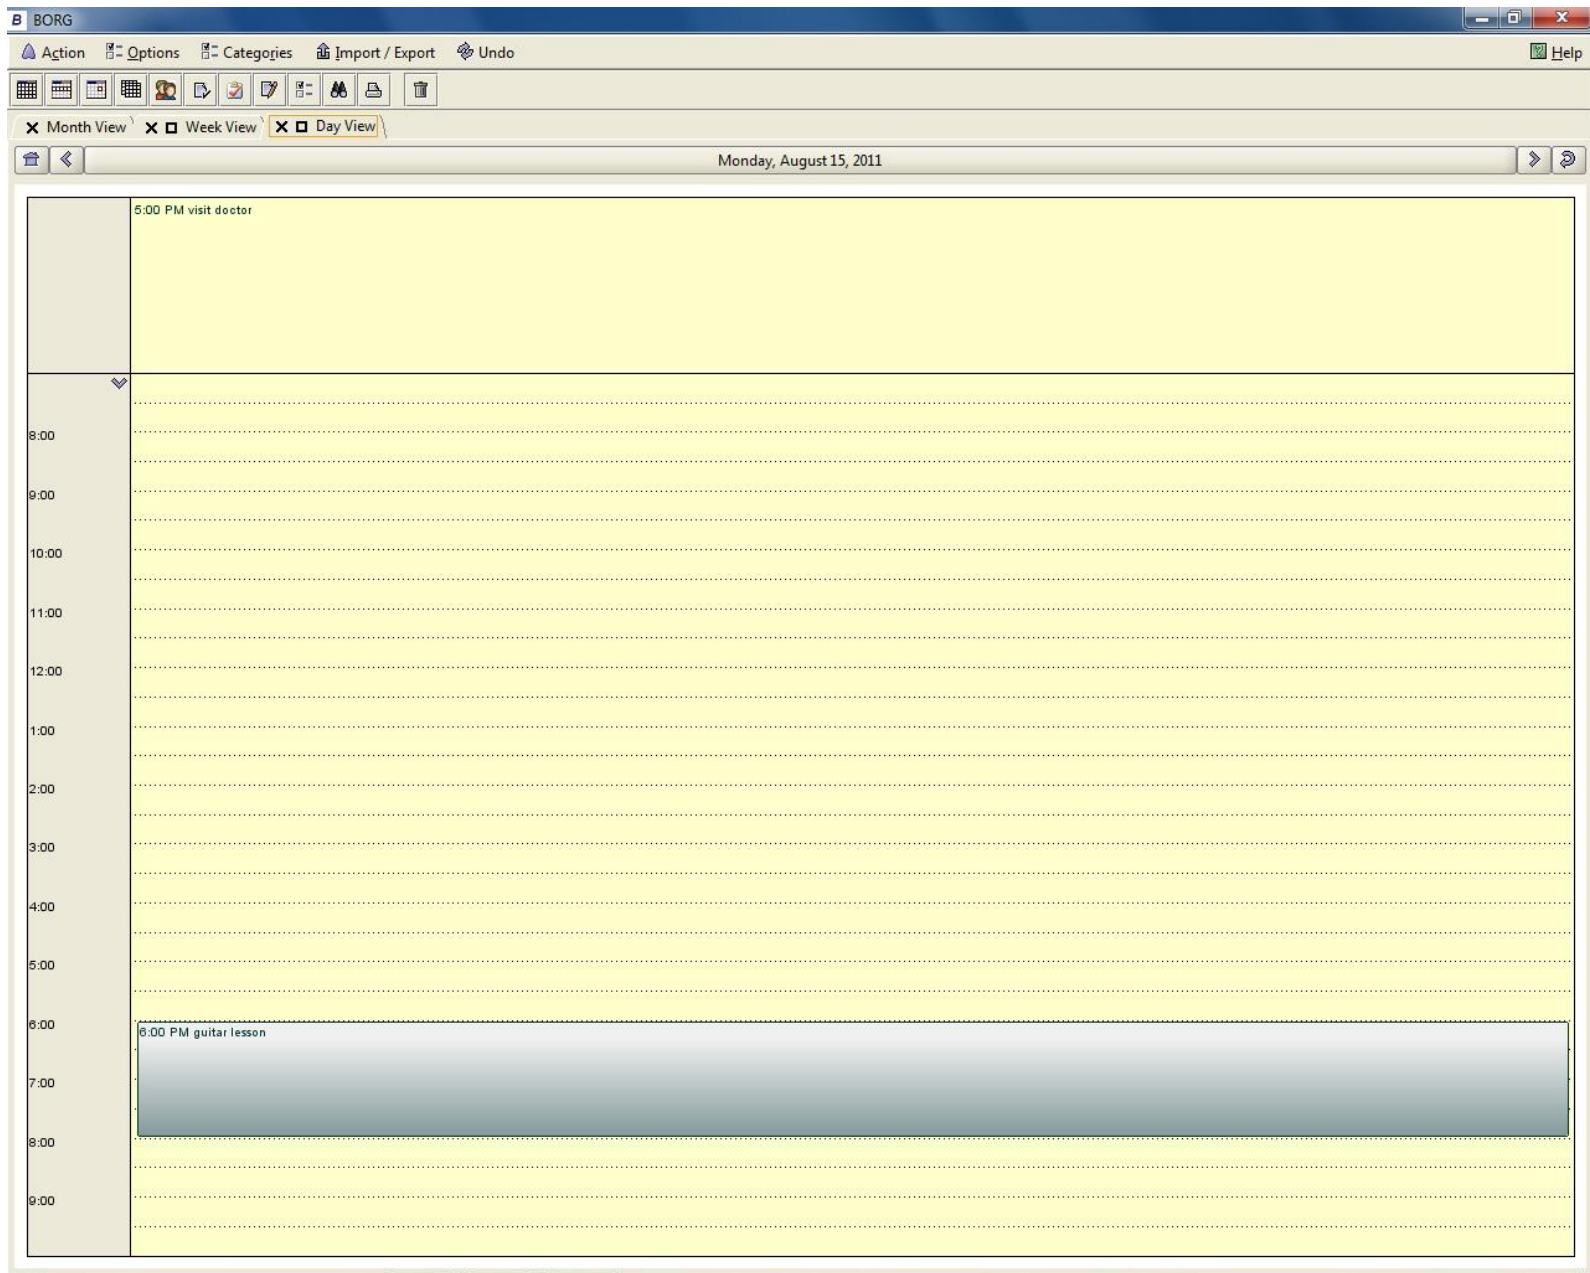 B BORG
Action Options Categories Import / Export Undo Help
Month View Week View Day View
Monday, August 15, 2011
5:00 PM visit doctor
8:00
9:00
10:00
11:00
12:00
1:00
2:00
3:00
4:00
5:00
6:00
6:00 PM guitar lesson
7:00
8:00
9:00